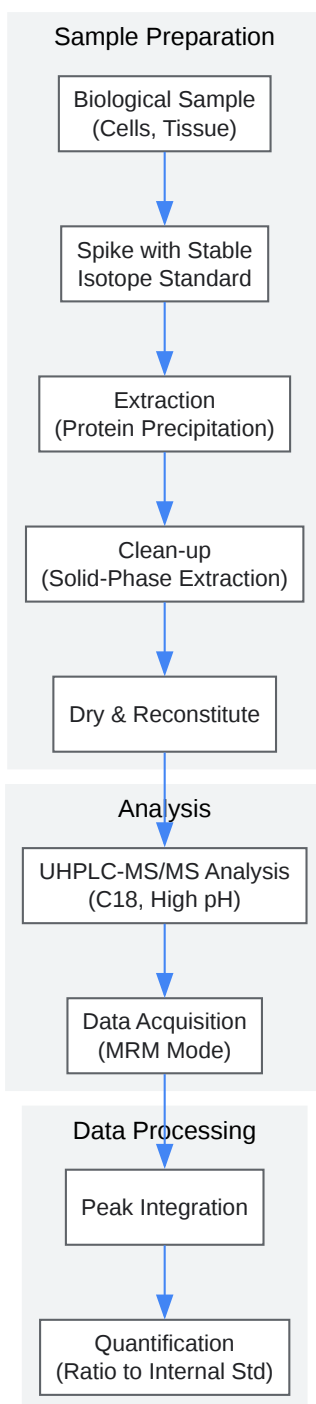 Sample Preparation
Biological Sample
(Cells, Tissue)
Spike with Stable
Isotope Standard
Extraction
(Protein Precipitation)
Clean-up
(Solid-Phase Extraction)
Dry & Reconstitute
Analysis
UHPLC-MS/MS Analysis
(C18, High pH)
Data Acquisition
(MRM Mode)
Data Processing
Peak Integration
Quantification
(Ratio to Internal Std)